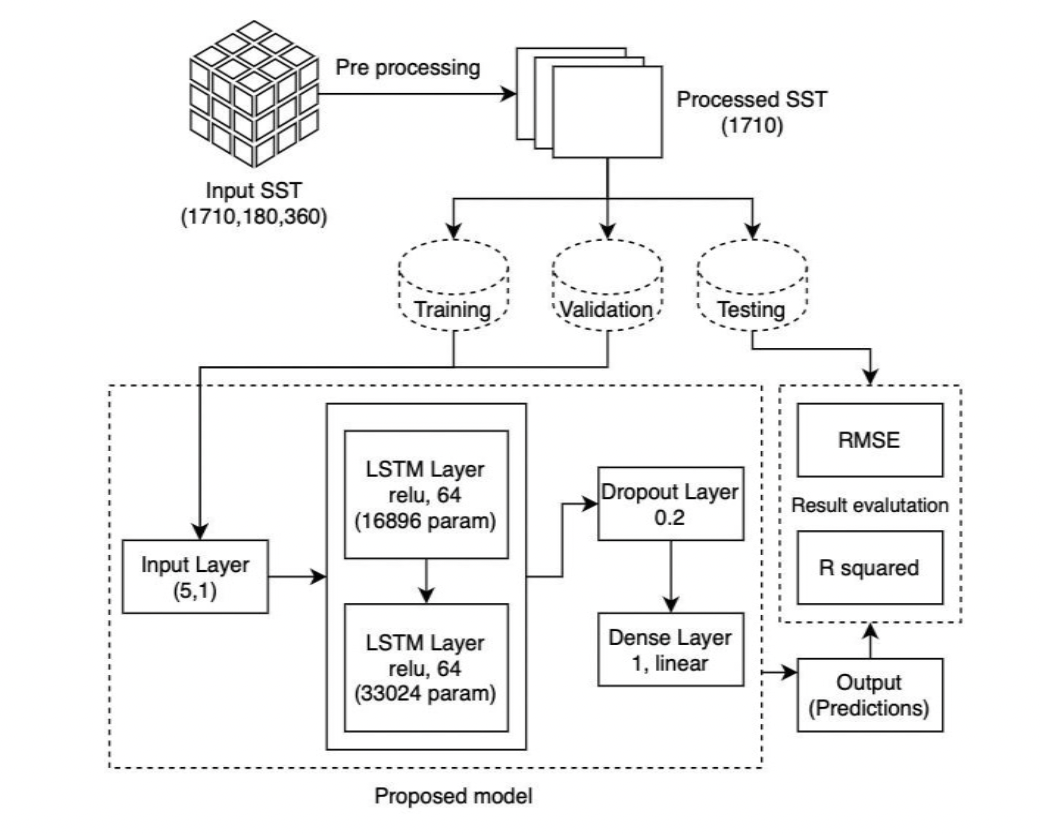 Pre processing
Processed SST
(1710)
Input SST
(1710,180,360)
Training
Validation
Testing
Input Layer
(5,1)
LSTM Layer
relu, 64
(16896 param)
LSTM Layer
relu, 64
(33024 param)
Dropout Layer
0.2
Dense Layer
1, linear
RMSE
Result evalutation
R squared
Output
(Predictions)
Proposed model